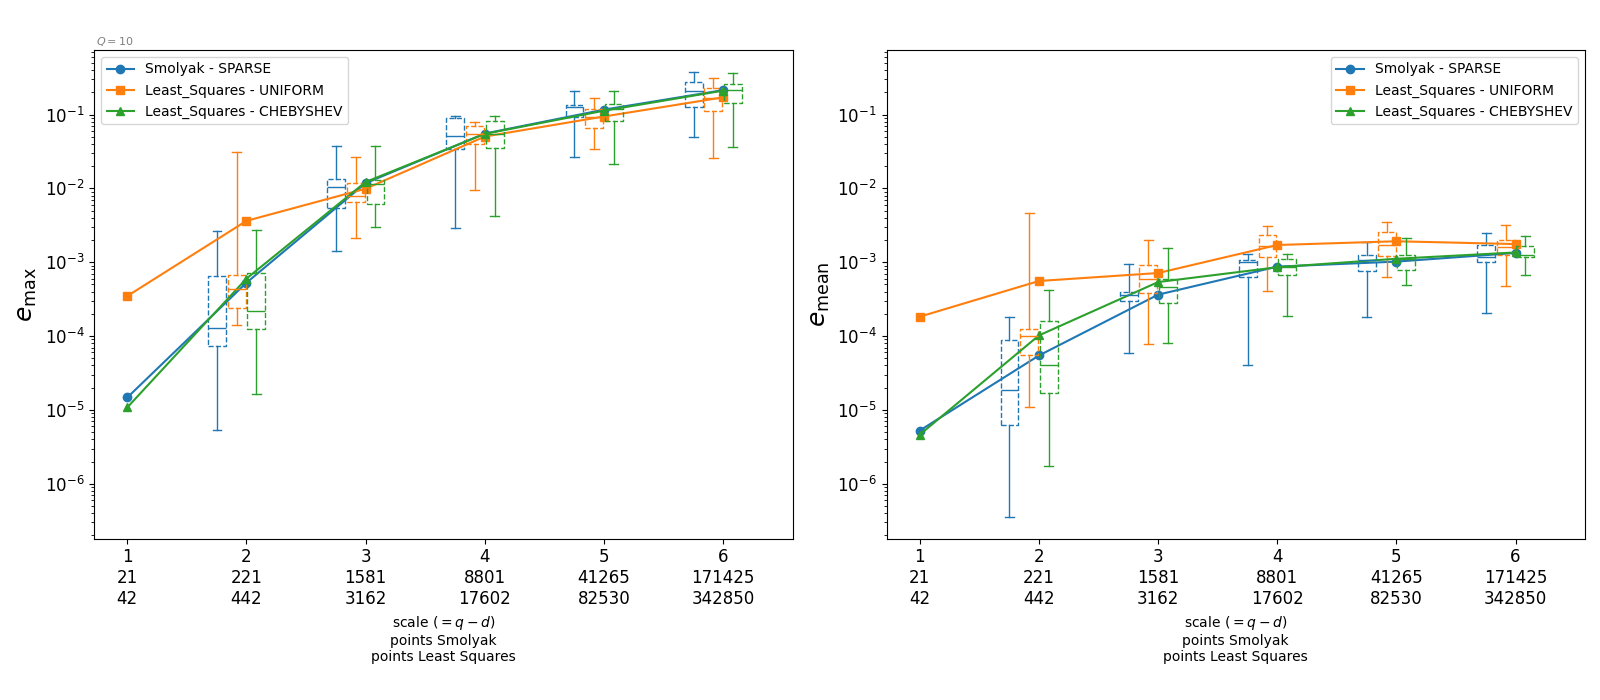 Q = 10
Smolyak - SPARSE
Least_Squares - UNIFORM
Least_Squares - CHEBYSHEV
e_max
10^-1
10^-2
10^-3
10^-4
10^-5
10^-6
1 2 3 4 5 6
21 221 1581 8801 41265 171425
42 442 3162 17602 82530 342850
scale (= q − d)
points Smolyak
points Least Squares
Smolyak - SPARSE
Least_Squares - UNIFORM
Least_Squares - CHEBYSHEV
e_mean
10^-1
10^-2
10^-3
10^-4
10^-5
10^-6
1 2 3 4 5 6
21 221 1581 8801 41265 171425
42 442 3162 17602 82530 342850
scale (= q − d)
points Smolyak
points Least Squares